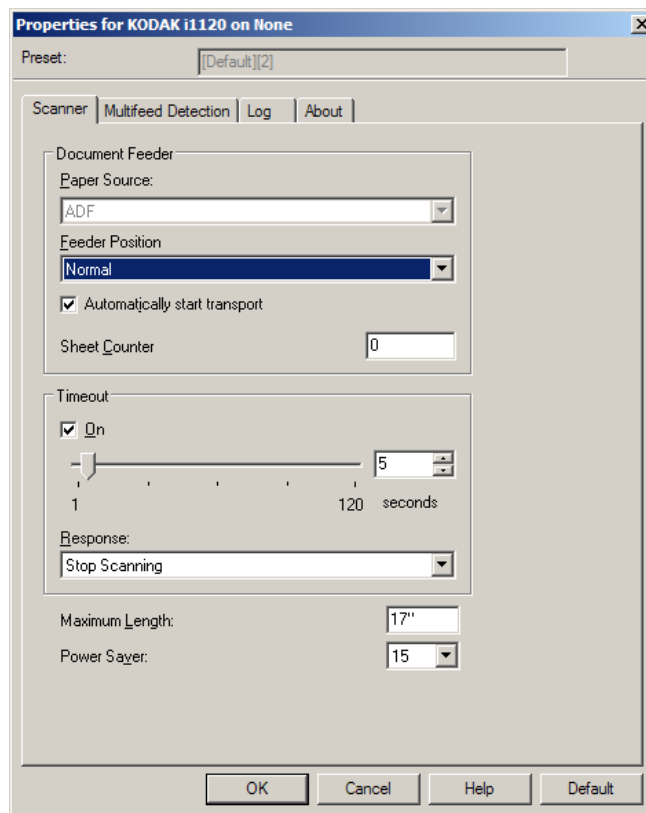 Properties for KODAK i1120 on None
Preset: [Default][2]
Scanner Multifeed Detection Log About
Document Feeder
Paper Source:
ADF
Feeder Position
Normal
Automatically start transport
Sheet Counter 0
Timeout
On
5
1 120 seconds
Response:
Stop Scanning
Maximum Length: 17"
Power Saver: 15
OK Cancel Help Default